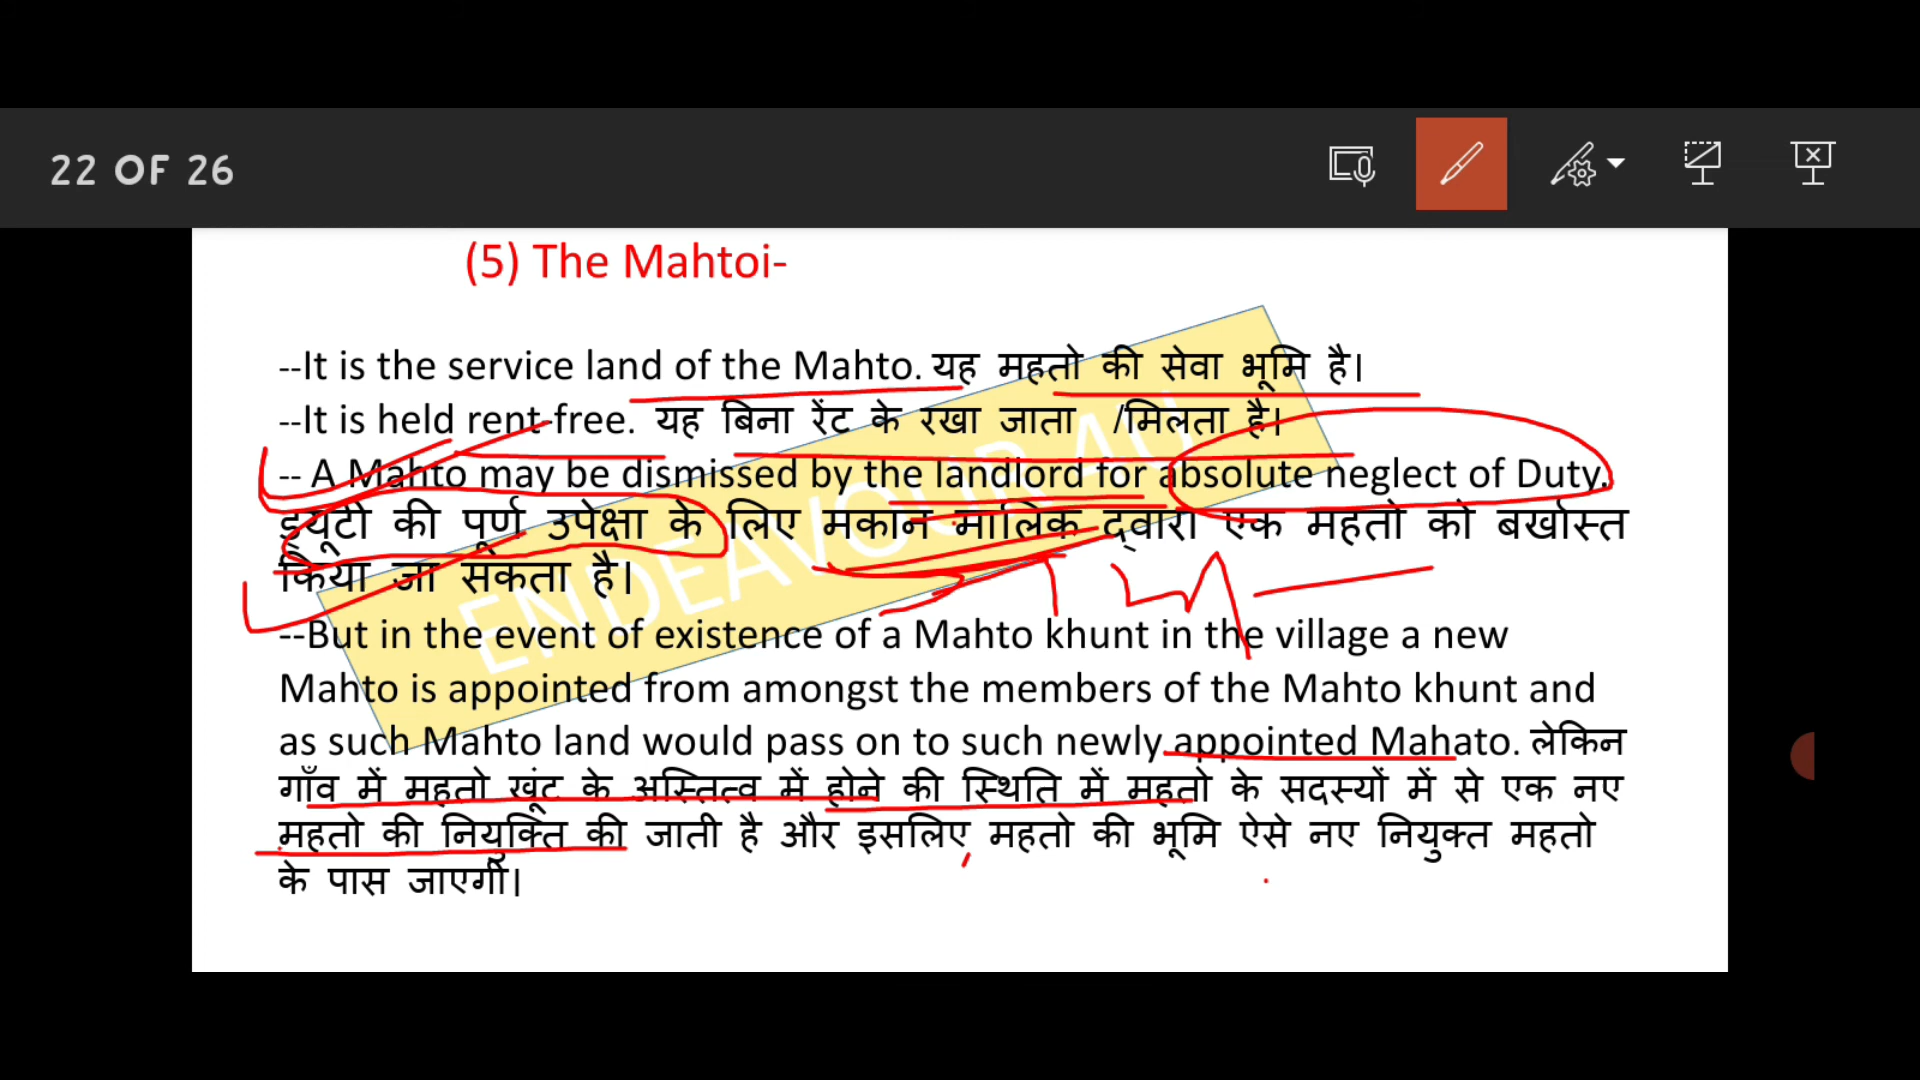 22 OF 26
(5) The Mahtoi-
--It is the service land of the Mahto. यह महतो की सेवा भूमि है।
--It is held rent-free. यह बिना रेंट के रखा जाता /मिलता है।
-- A Mahto may be dismissed by the landlord for absolute neglect of Duty.
ड्यूटी की पूर्ण उपेक्षा के लिए मकान मालिक द्वारा एक महतो को बर्खास्त
किया जा सकता है।
--But in the event of existence of a Mahto khunt in the village a new
Mahto is appointed from amongst the members of the Mahto khunt and
as such Mahto land would pass on to such newly appointed Mahato. लेकिन
गाँव में महतो खूंट के अस्तित्व में होने की स्थिति में महतो के सदस्यों में से एक नए
महतो की नियुक्ति की जाती है और इसलिए महतो की भूमि ऐसे नए नियुक्त महतो
के पास जाएगी।
ENDEAVOUR 4U